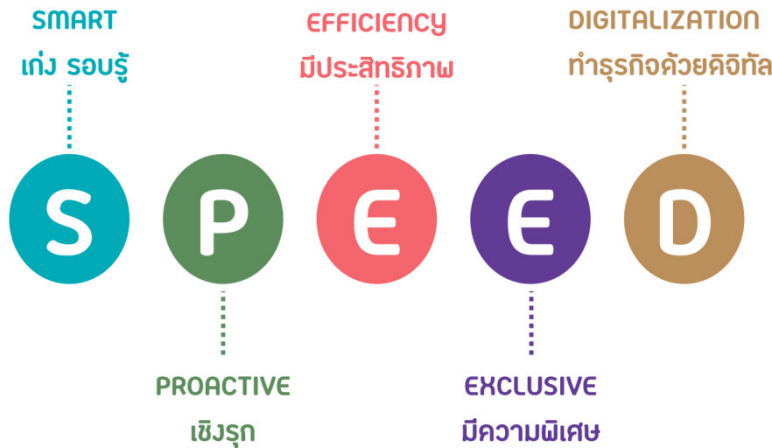 SMART
เก่ง รอบรู้
EFFICIENCY
มีประสิทธิภาพ
DIGITALIZATION
ทำธุรกิจด้วยดิจิทัล
S P E E D
PROACTIVE
เชิงรุก
EXCLUSIVE
มีความพิเศษ